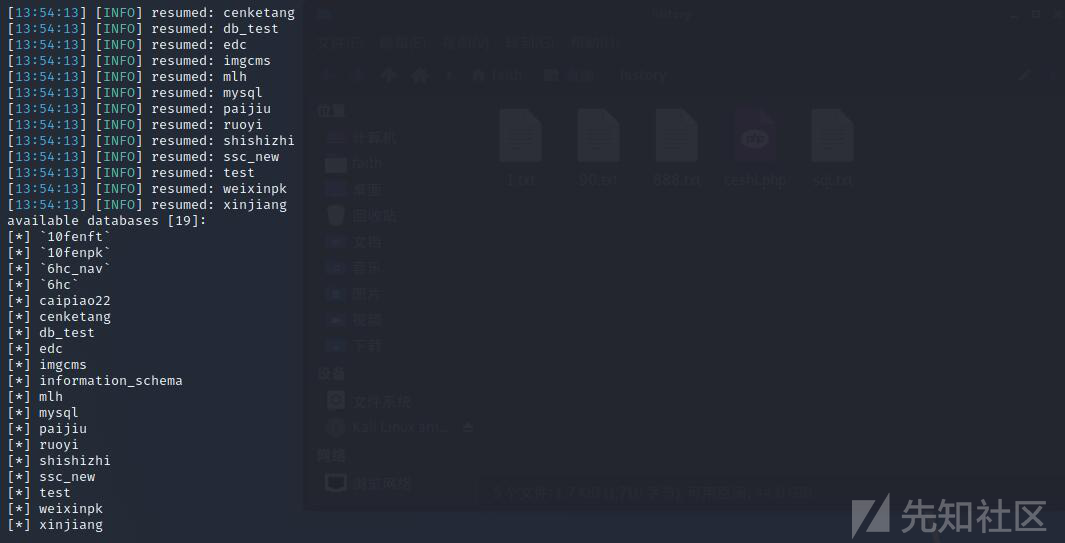 [13:54:13] [INFO] resumed: cenketang
[13:54:13] [INFO] resumed: db_test
[13:54:13] [INFO] resumed: edc
[13:54:13] [INFO] resumed: imgcms
[13:54:13] [INFO] resumed: mlh
[13:54:13] [INFO] resumed: mysql
[13:54:13] [INFO] resumed: paijiu
[13:54:13] [INFO] resumed: ruoyi
[13:54:13] [INFO] resumed: shishizhi
[13:54:13] [INFO] resumed: ssc_new
[13:54:13] [INFO] resumed: test
[13:54:13] [INFO] resumed: weixinpk
[13:54:13] [INFO] resumed: xinjiang
available databases [19]:
[*] `10fenft`
[*] `10fenpk`
[*] `6hc_nav`
[*] `6hc`
[*] caipiao22
[*] cenketang
[*] db_test
[*] edc
[*] imgcms
[*] information_schema
[*] mlh
[*] mysql
[*] paijiu
[*] ruoyi
[*] shishizhi
[*] ssc_new
[*] test
[*] weixinpk
[*] xinjiang
history
文件(F) 编辑(E) 视图(V) 转到(G) 帮助(H)
faith 桌面 history
位置
计算机
faith
桌面
回收站
文档
音乐
图片
视频
下载
设备
文件系统
Kali Linux am...
网络
浏览网络
php
1.txt 90.txt 888.txt ceshi.php sql.txt
5 个文件: 1.7 KiB (1,710 字节), 可用空间:
先知社区